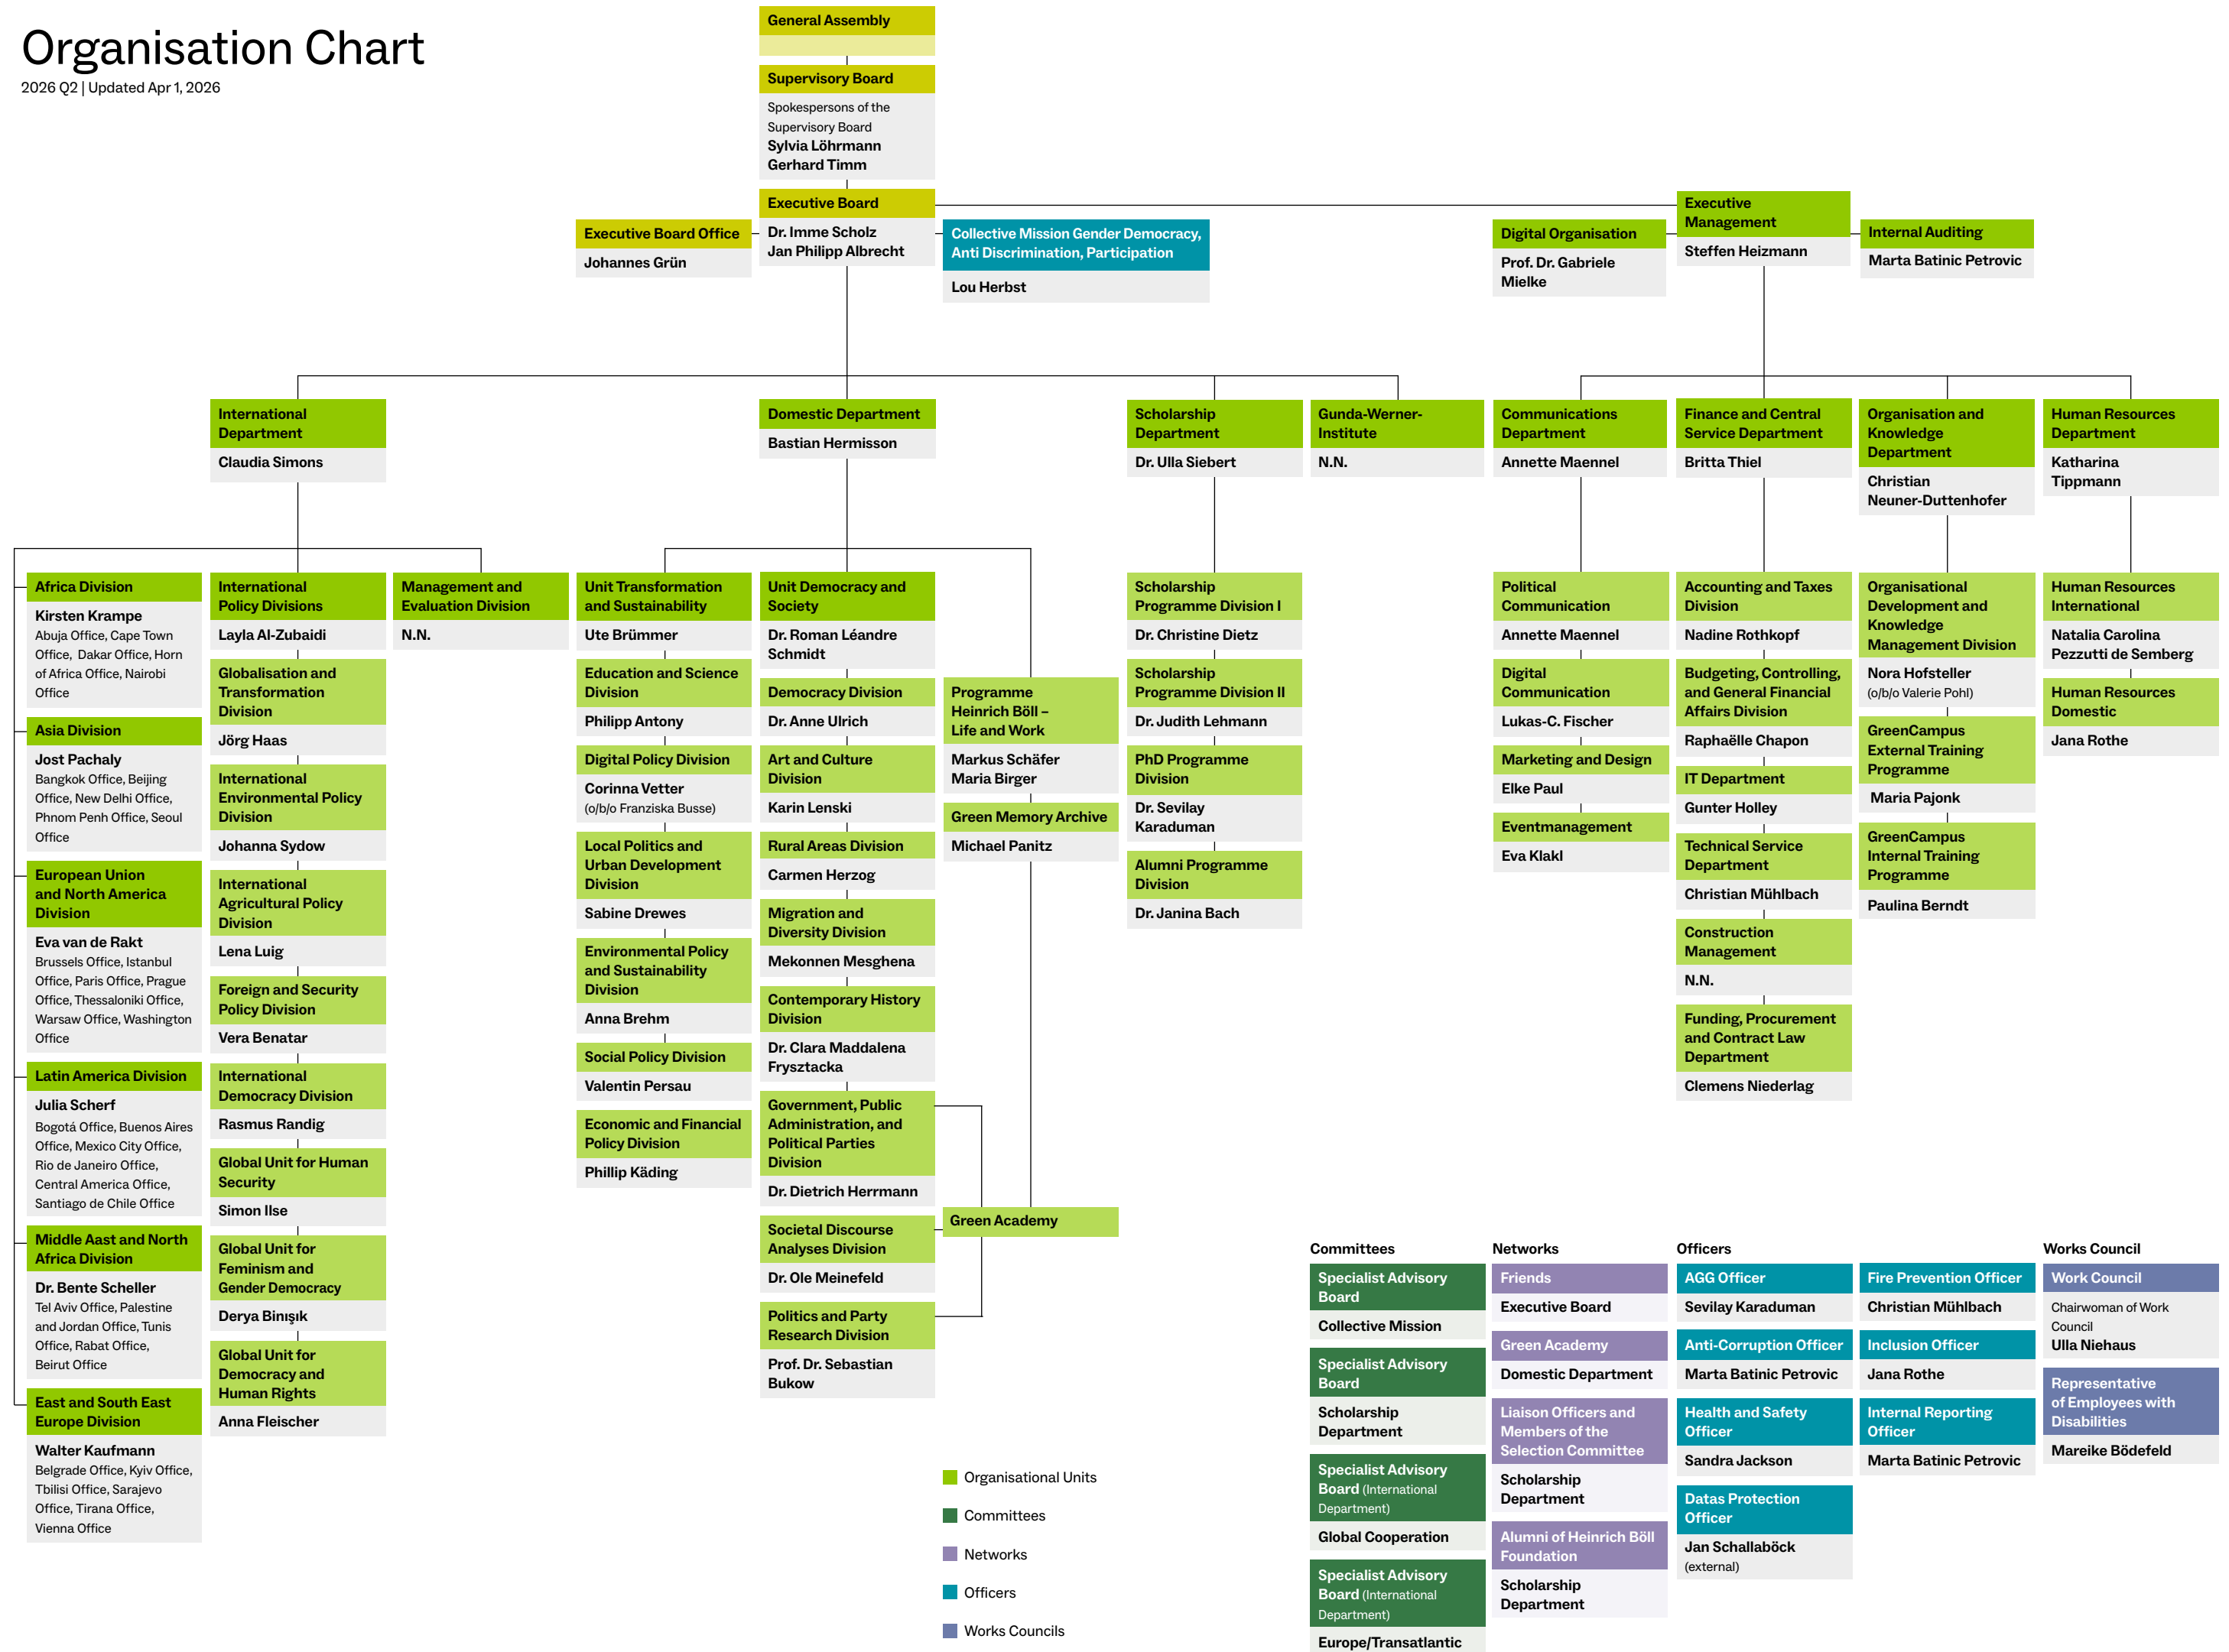 Organisation Chart
2026 Q2 | Updated Apr 1, 2026
General Assembly
Supervisory Board
Spokespersons of the
Supervisory Board
Sylvia Löhrmann
Gerhard Timm
Executive Board
Dr. Imme Scholz
Jan Philipp Albrecht
Executive Board Office
Johannes Grün
Collective Mission Gender Democracy,
Anti Discrimination, Participation
Lou Herbst
Executive
Management
Steffen Heizmann
Digital Organisation
Prof. Dr. Gabriele
Mielke
Internal Auditing
Marta Batinic Petrovic
International
Department
Claudia Simons
Domestic Department
Bastian Hermisson
Scholarship
Department
Dr. Ulla Siebert
Gunda-Werner-
Institute
N.N.
Communications
Department
Annette Maennel
Finance and Central
Service Department
Britta Thiel
Organisation and
Knowledge
Department
Christian
Neuner-Duttenhofer
Human Resources
Department
Katharina
Tippmann
Africa Division
Kirsten Krampe
Abuja Office, Cape Town
Office, Dakar Office, Horn
of Africa Office, Nairobi
Office
Asia Division
Jost Pachaly
Bangkok Office, Beijing
Office, New Delhi Office,
Phnom Penh Office, Seoul
Office
European Union
and North America
Division
Eva van de Rakt
Brussels Office, Istanbul
Office, Paris Office, Prague
Office, Thessaloniki Office,
Warsaw Office, Washington
Office
Latin America Division
Julia Scherf
Bogotá Office, Buenos Aires
Office, Mexico City Office,
Rio de Janeiro Office,
Central America Office,
Santiago de Chile Office
Middle Aast and North
Africa Division
Dr. Bente Scheller
Tel Aviv Office, Palestine
and Jordan Office, Tunis
Office, Rabat Office,
Beirut Office
East and South East
Europe Division
Walter Kaufmann
Belgrade Office, Kyiv Office,
Tbilisi Office, Sarajevo
Office, Tirana Office,
Vienna Office
International
Policy Divisions
Layla Al-Zubaidi
Globalisation and
Transformation
Division
Jörg Haas
International
Environmental Policy
Division
Johanna Sydow
International
Agricultural Policy
Division
Lena Luig
Foreign and Security
Policy Division
Vera Benatar
International
Democracy Division
Rasmus Randig
Global Unit for Human
Security
Simon Ilse
Global Unit for
Feminism and
Gender Democracy
Derya Binışık
Global Unit for
Democracy and
Human Rights
Anna Fleischer
Management and
Evaluation Division
N.N.
Unit Transformation
and Sustainability
Ute Brümmer
Education and Science
Division
Philipp Antony
Digital Policy Division
Corinna Vetter
(o/b/o Franziska Busse)
Local Politics and
Urban Development
Division
Sabine Drewes
Environmental Policy
and Sustainability
Division
Anna Brehm
Social Policy Division
Valentin Persau
Economic and Financial
Policy Division
Phillip Käding
Unit Democracy and
Society
Dr. Roman Léandre
Schmidt
Democracy Division
Dr. Anne Ulrich
Art and Culture
Division
Karin Lenski
Rural Areas Division
Carmen Herzog
Migration and
Diversity Division
Mekonnen Mesghena
Contemporary History
Division
Dr. Clara Maddalena
Frysztacka
Government, Public
Administration, and
Political Parties
Division
Dr. Dietrich Herrmann
Societal Discourse
Analyses Division
Dr. Ole Meinefeld
Politics and Party
Research Division
Prof. Dr. Sebastian
Bukow
Programme
Heinrich Böll –
Life and Work
Markus Schäfer
Maria Birger
Green Memory Archive
Michael Panitz
Green Academy
Scholarship
Programme Division I
Dr. Christine Dietz
Scholarship
Programme Division II
Dr. Judith Lehmann
PhD Programme
Division
Dr. Sevilay
Karaduman
Alumni Programme
Division
Dr. Janina Bach
Political
Communication
Annette Maennel
Digital
Communication
Lukas-C. Fischer
Marketing and Design
Elke Paul
Eventmanagement
Eva Klakl
Accounting and Taxes
Division
Nadine Rothkopf
Budgeting, Controlling,
and General Financial
Affairs Division
Raphaëlle Chapon
IT Department
Gunter Holley
Technical Service
Department
Christian Mühlbach
Construction
Management
N.N.
Funding, Procurement
and Contract Law
Department
Clemens Niederlag
Organisational
Development and
Knowledge
Management Division
Nora Hofsteller
(o/b/o Valerie Pohl)
GreenCampus
External Training
Programme
Maria Pajonk
GreenCampus
Internal Training
Programme
Paulina Berndt
Human Resources
International
Natalia Carolina
Pezzutti de Semberg
Human Resources
Domestic
Jana Rothe
Organisational Units
Committees
Networks
Officers
Works Councils
Committees
Specialist Advisory
Board
Collective Mission
Specialist Advisory
Board
Scholarship
Department
Specialist Advisory
Board (International
Department)
Global Cooperation
Specialist Advisory
Board (International
Department)
Europe/Transatlantic
Networks
Friends
Executive Board
Green Academy
Domestic Department
Liaison Officers and
Members of the
Selection Committee
Scholarship
Department
Alumni of Heinrich Böll
Foundation
Scholarship
Department
Officers
AGG Officer
Sevilay Karaduman
Anti-Corruption Officer
Marta Batinic Petrovic
Health and Safety
Officer
Sandra Jackson
Datas Protection
Officer
Jan Schallaböck
(external)
Fire Prevention Officer
Christian Mühlbach
Inclusion Officer
Jana Rothe
Internal Reporting
Officer
Marta Batinic Petrovic
Works Council
Work Council
Chairwoman of Work
Council
Ulla Niehaus
Representative
of Employees with
Disabilities
Mareike Bödefeld